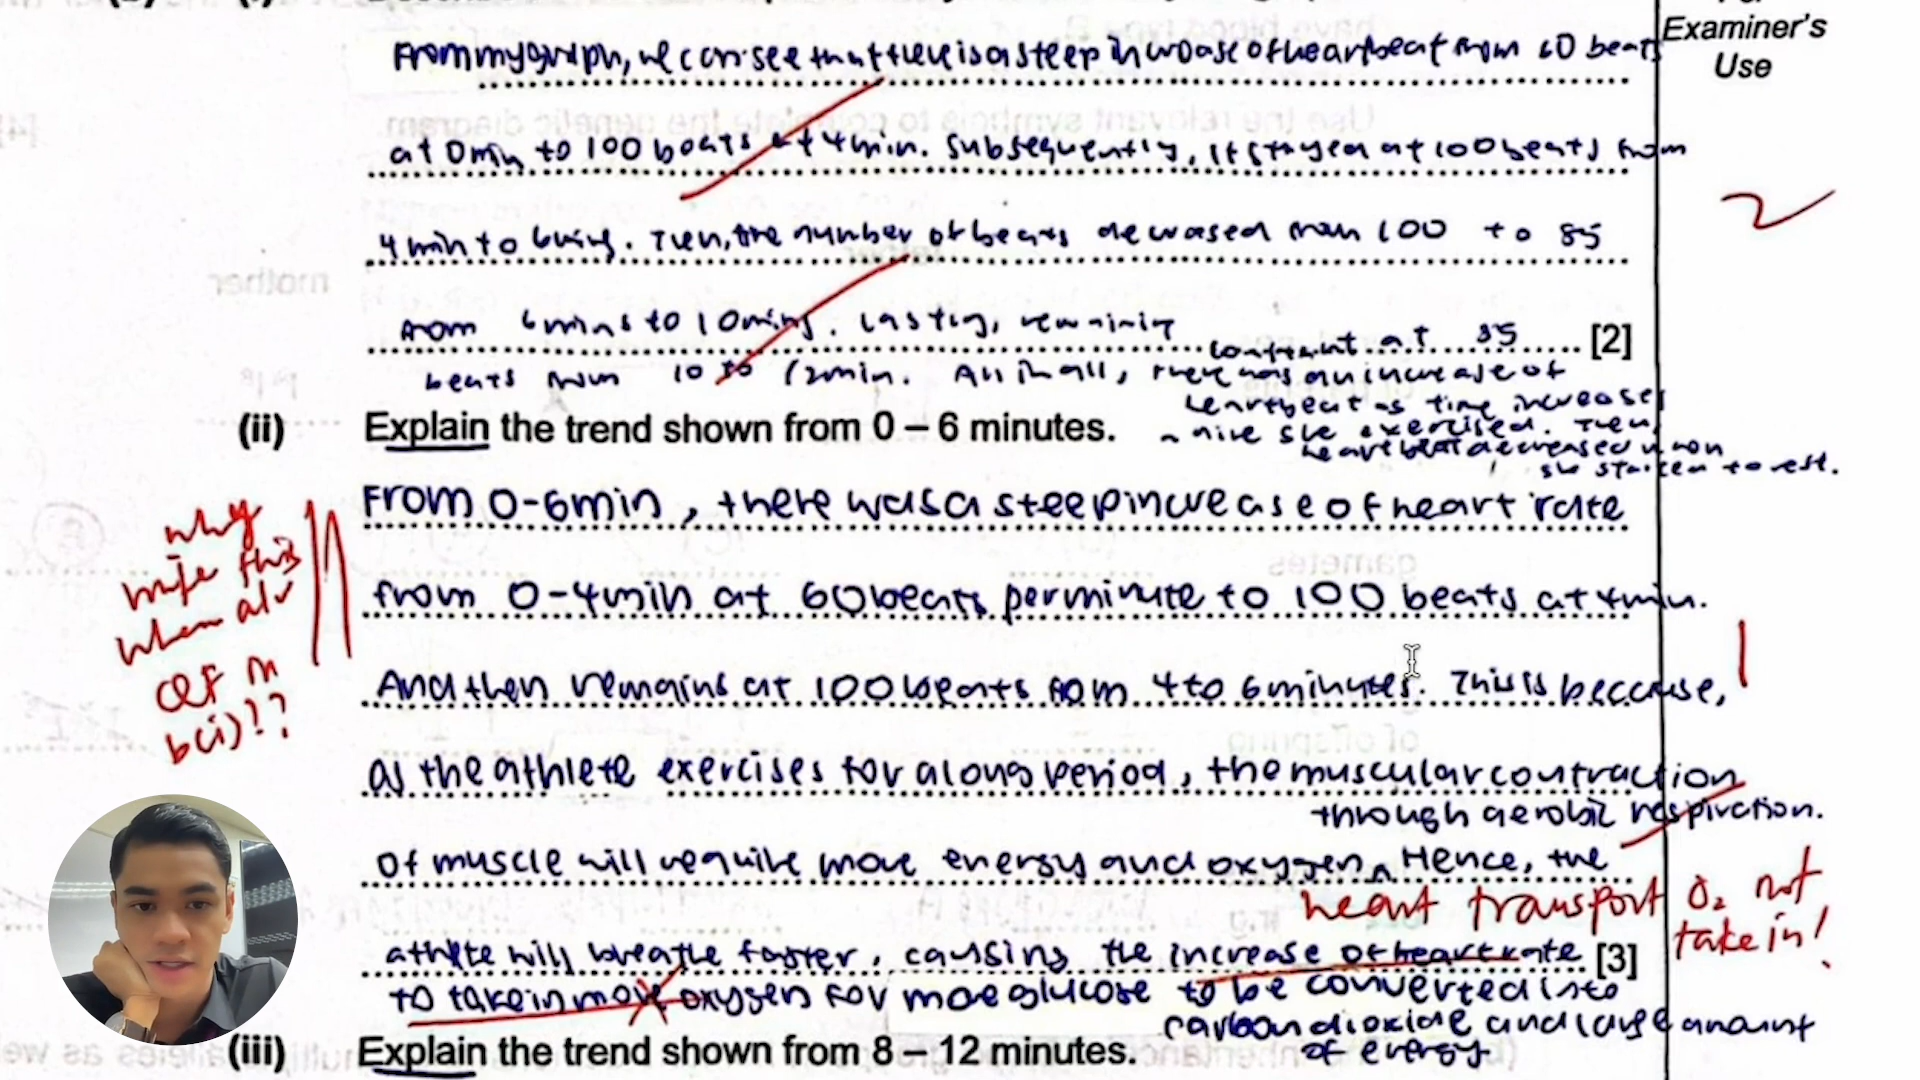 For
Examiner's
Use
From my graph, we can see that there is a steep increase of heartbeat from 60 beats
at 0min to 100 beats at 4min. Subsequently, it stayed at 100 beats from
4min to 6mins. Then, the number of beats decreased from 100 to 85
from 6mins to 10mins. Lastly, remaining constant at 85 [2]
beats from 10 to 12min. All in all, there was an increase of
heartbeat as time increases
she exercised. Then,
heartbeat decreased upon
she started to rest.
2
(ii) Explain the trend shown from 0 – 6 minutes.
From 0-6min, there was a steep increase of heart rate
from 0-4min at 60 beats per minute to 100 beats at 4min.
And then remains at 100 beats from 4 to 6 minutes. This is because,
as the athlete exercises for a long period, the muscular contraction
through aerobic respiration.
of muscle will require more energy and oxygen. Hence, the
athlete will breathe faster, causing the increase of heart rate [3]
to take in more oxygen for more glucose to be converted into
carbon dioxide and large amount
of energy
why
this
when
in
b(i)??
1
heart transport O₂ not
take in!
(iii) Explain the trend shown from 8 – 12 minutes.